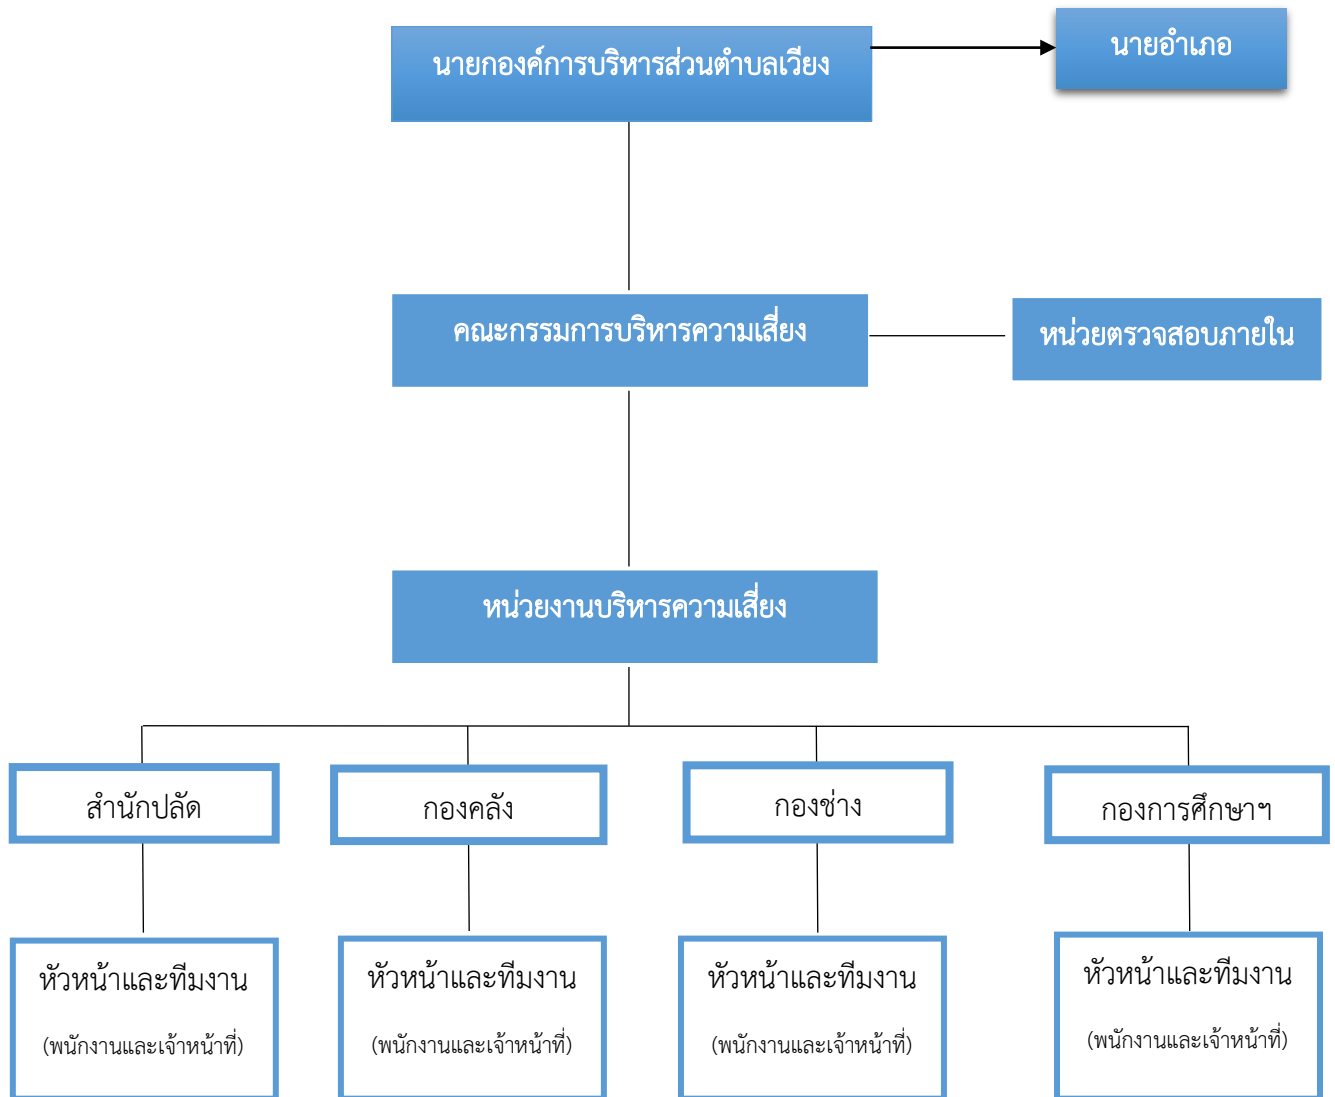 นายกองค์การบริหารส่วนตำบลเวียง
นายอำเภอ
คณะกรรมการบริหารความเสี่ยง
หน่วยตรวจสอบภายใน
หน่วยงานบริหารความเสี่ยง
สำนักปลัด
กองคลัง
กองช่าง
กองการศึกษาฯ
หัวหน้าและทีมงาน
(พนักงานและเจ้าหน้าที่)
หัวหน้าและทีมงาน
(พนักงานและเจ้าหน้าที่)
หัวหน้าและทีมงาน
(พนักงานและเจ้าหน้าที่)
หัวหน้าและทีมงาน
(พนักงานและเจ้าหน้าที่)